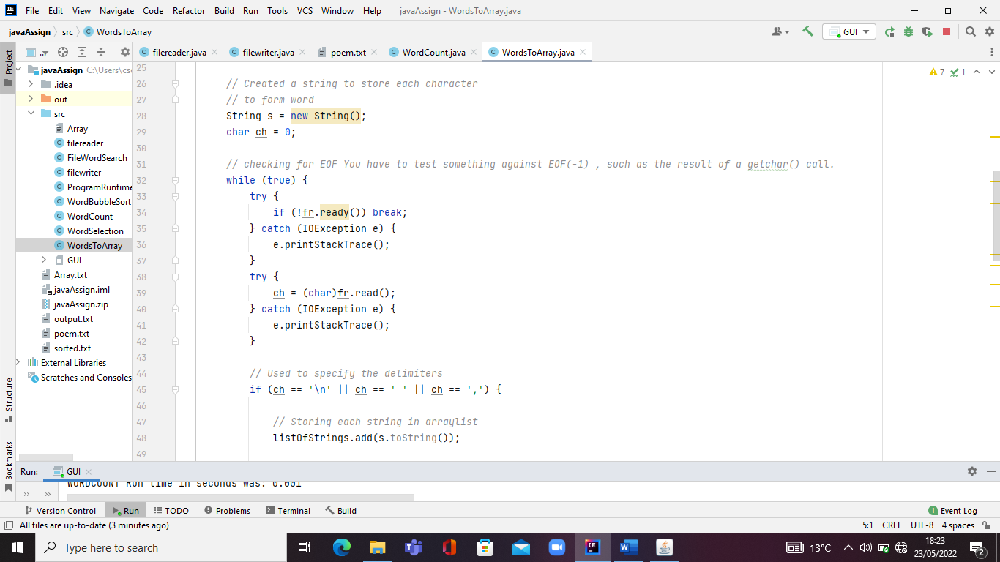 File Edit View Navigate Code Refactor Build Run Tools VCS Window Help javaAssign - WordsToArray.java
javaAssign src WordsToArray GUI
Project
filereader.java filewriter.java poem.txt WordCount.java WordsToArray.java
javaAssign C:\Users\cs
.idea
out
src
Array
filereader
FileWordSearch
filewriter
ProgramRuntime
WordBubbleSort
WordCount
WordSelection
WordsToArray
GUI
Array.txt
javaAssign.iml
javaAssign.zip
output.txt
poem.txt
sorted.txt
External Libraries
Scratches and Consoles
Structure
Bookmarks
7 1
25
26 // Created a string to store each character
27 // to form word
28 String s = new String();
29 char ch = 0;
30
31 // checking for EOF You have to test something against EOF(-1) , such as the result of a getchar() call.
32 while (true) {
33 try {
34 if (!fr.ready()) break;
35 } catch (IOException e) {
36 e.printStackTrace();
37 }
38 try {
39 ch = (char)fr.read();
40 } catch (IOException e) {
41 e.printStackTrace();
42 }
43
44 // Used to specify the delimiters
45 if (ch == '\n' || ch == ' ' || ch == ',') {
46
47 // Storing each string in arraylist
48 listOfStrings.add(s.toString());
49
Run: GUI
WORDCOUNT Run time in seconds was: 0.001
Version Control Run TODO Problems Terminal Build 1 Event Log
All files are up-to-date (3 minutes ago) 5:1 CRLF UTF-8 4 spaces
Type here to search 13°C 18:23
23/05/2022 2